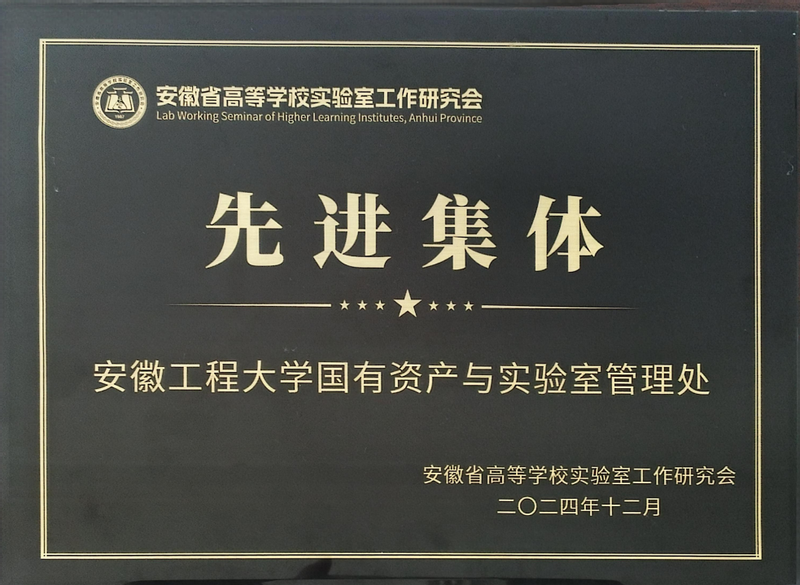 安徽省高等学校实验室工作研究会
Lab Working Seminar of Higher Learning Institutes, Anhui Province
先进集体
安徽工程大学国有资产与实验室管理处
安徽省高等学校实验室工作研究会
二〇二四年十二月